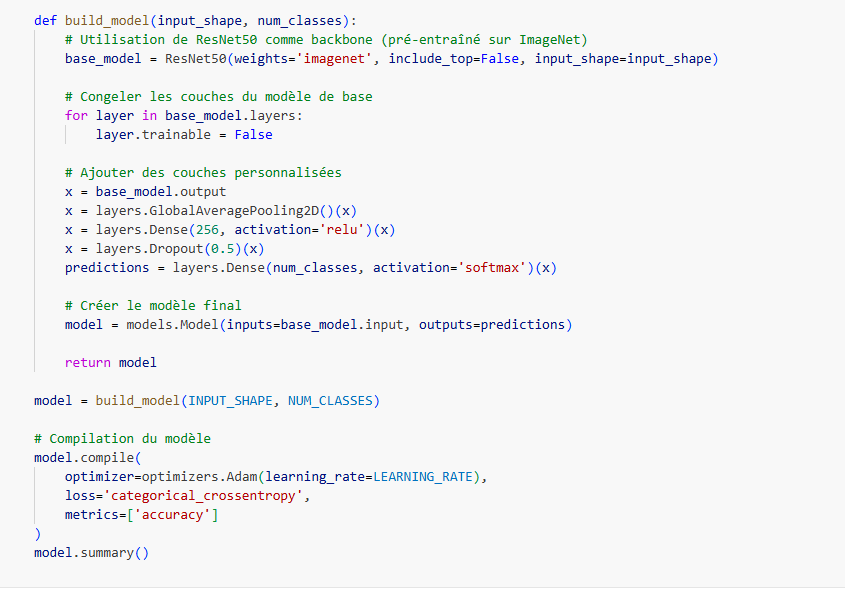 def build_model(input_shape, num_classes):
    # Utilisation de ResNet50 comme backbone (pré-entraîné sur ImageNet)
    base_model = ResNet50(weights='imagenet', include_top=False, input_shape=input_shape)

    # Congeler les couches du modèle de base
    for layer in base_model.layers:
        layer.trainable = False

    # Ajouter des couches personnalisées
    x = base_model.output
    x = layers.GlobalAveragePooling2D()(x)
    x = layers.Dense(256, activation='relu')(x)
    x = layers.Dropout(0.5)(x)
    predictions = layers.Dense(num_classes, activation='softmax')(x)

    # Créer le modèle final
    model = models.Model(inputs=base_model.input, outputs=predictions)

    return model

model = build_model(INPUT_SHAPE, NUM_CLASSES)

# Compilation du modèle
model.compile(
    optimizer=optimizers.Adam(learning_rate=LEARNING_RATE),
    loss='categorical_crossentropy',
    metrics=['accuracy']
)
model.summary()